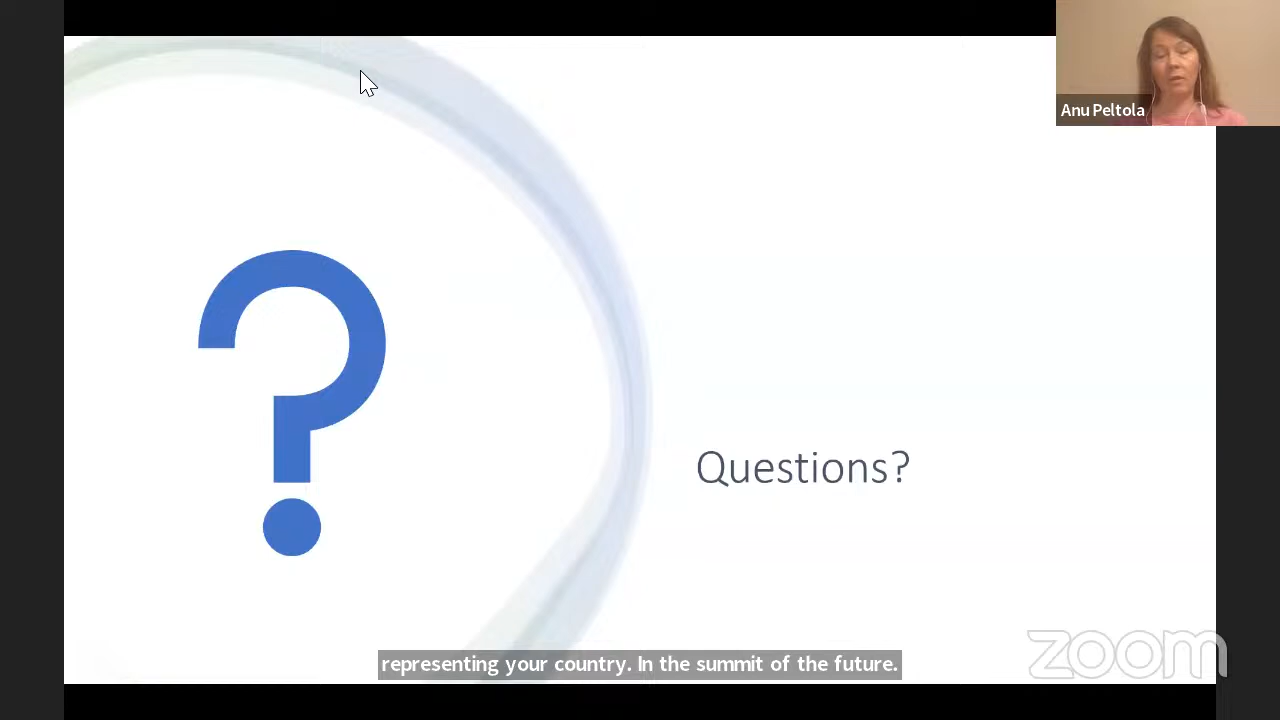 Anu Peltola
?
Questions?
representing your country. In the summit of the future.
zoom